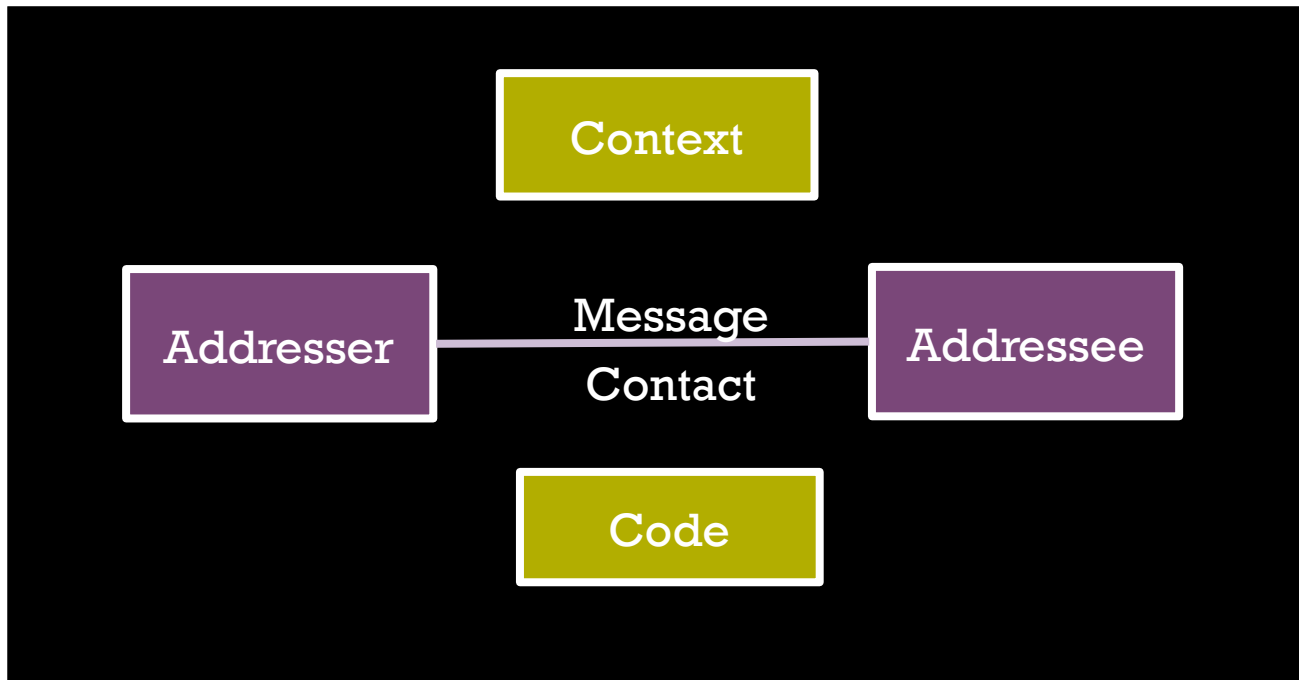 Context
Message
Addresser
Addressee
Contact
Code